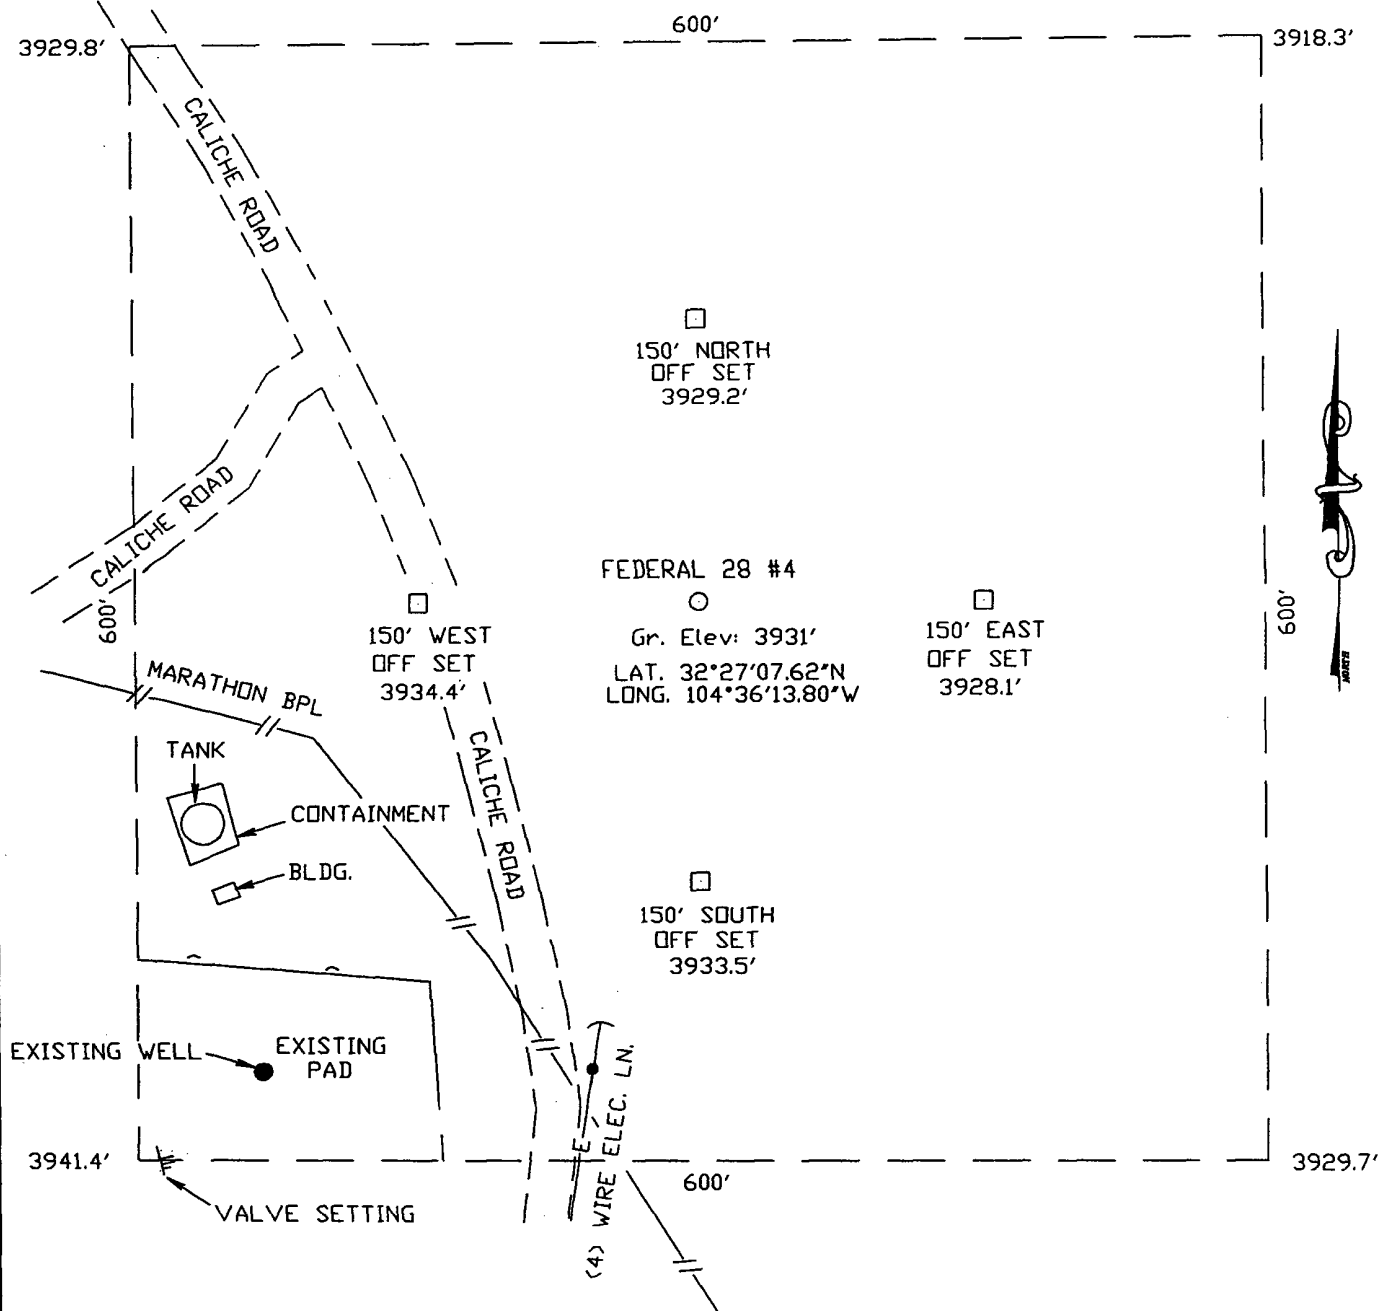 600'
3929.8'
3918.3'
CALICHE ROAD
150' NORTH
OFF SET
3929.2'
CALICHE ROAD
600'
FEDERAL 28 #4
Gr. Elev: 3931'
LAT. 32°27'07.62"N
LONG. 104°36'13.80"W
150' WEST
OFF SET
3934.4'
150' EAST
OFF SET
3928.1'
600'
NORTH
MARATHON BPL
TANK
CONTAINMENT
BLDG.
CALICHE ROAD
150' SOUTH
OFF SET
3933.5'
EXISTING WELL
EXISTING
PAD
E
(4) WIRE ELEC. LN.
3941.4'
600'
3929.7'
VALVE SETTING